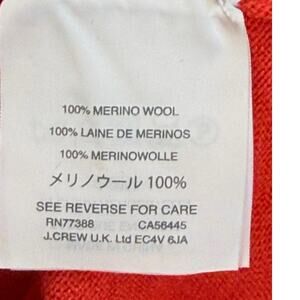 100% MERINO WOOL
100% LAINE DE MERINOS
100% MERINOWOLLE
メリノウール 100%
SEE REVERSE FOR CARE
RN77388 CA56445
J.CREW U.K. Ltd EC4V 6JA